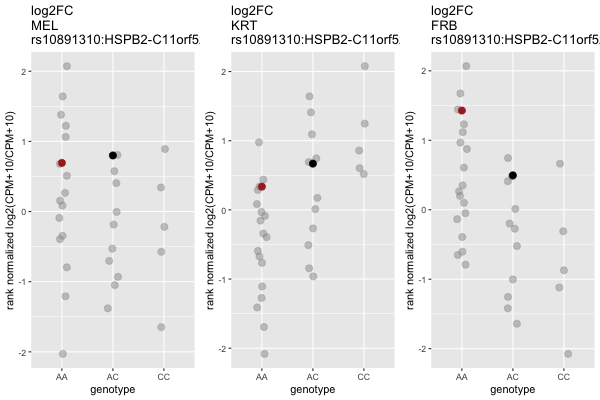 log2FC
MEL
rs10891310:HSPB2-C11orf5
rank normalized log2(CPM+10/CPM+10)
2
1
0
-1
-2
AA
AC
CC
genotype
log2FC
KRT
rs10891310:HSPB2-C11orf5
rank normalized log2(CPM+10/CPM+10)
2
1
0
-1
-2
AA
AC
CC
genotype
log2FC
FRB
rs10891310:HSPB2-C11orf5
rank normalized log2(CPM+10/CPM+10)
2
1
0
-1
-2
AA
AC
CC
genotype